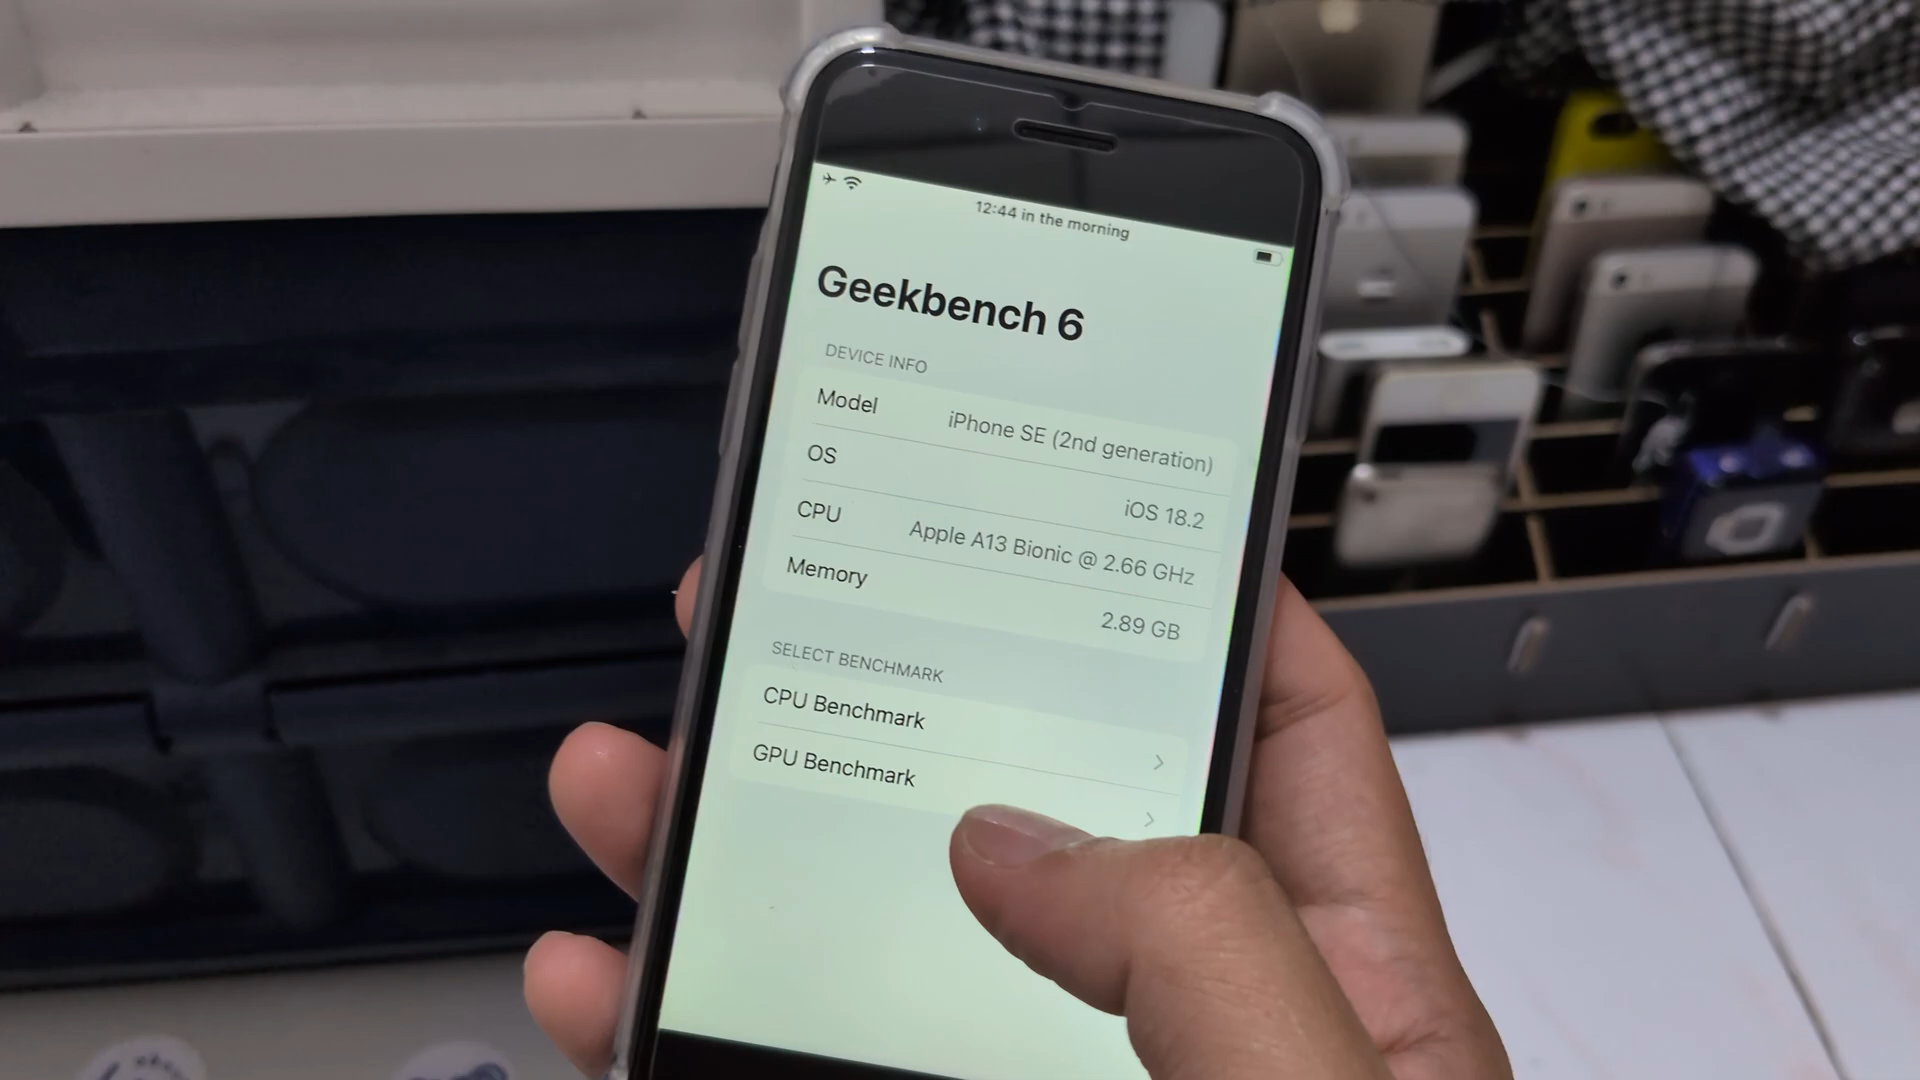 12:44 in the morning
Geekbench 6
DEVICE INFO
Model iPhone SE (2nd generation)
OS iOS 18.2
CPU Apple A13 Bionic @ 2.66 GHz
Memory 2.89 GB
SELECT BENCHMARK
CPU Benchmark
GPU Benchmark